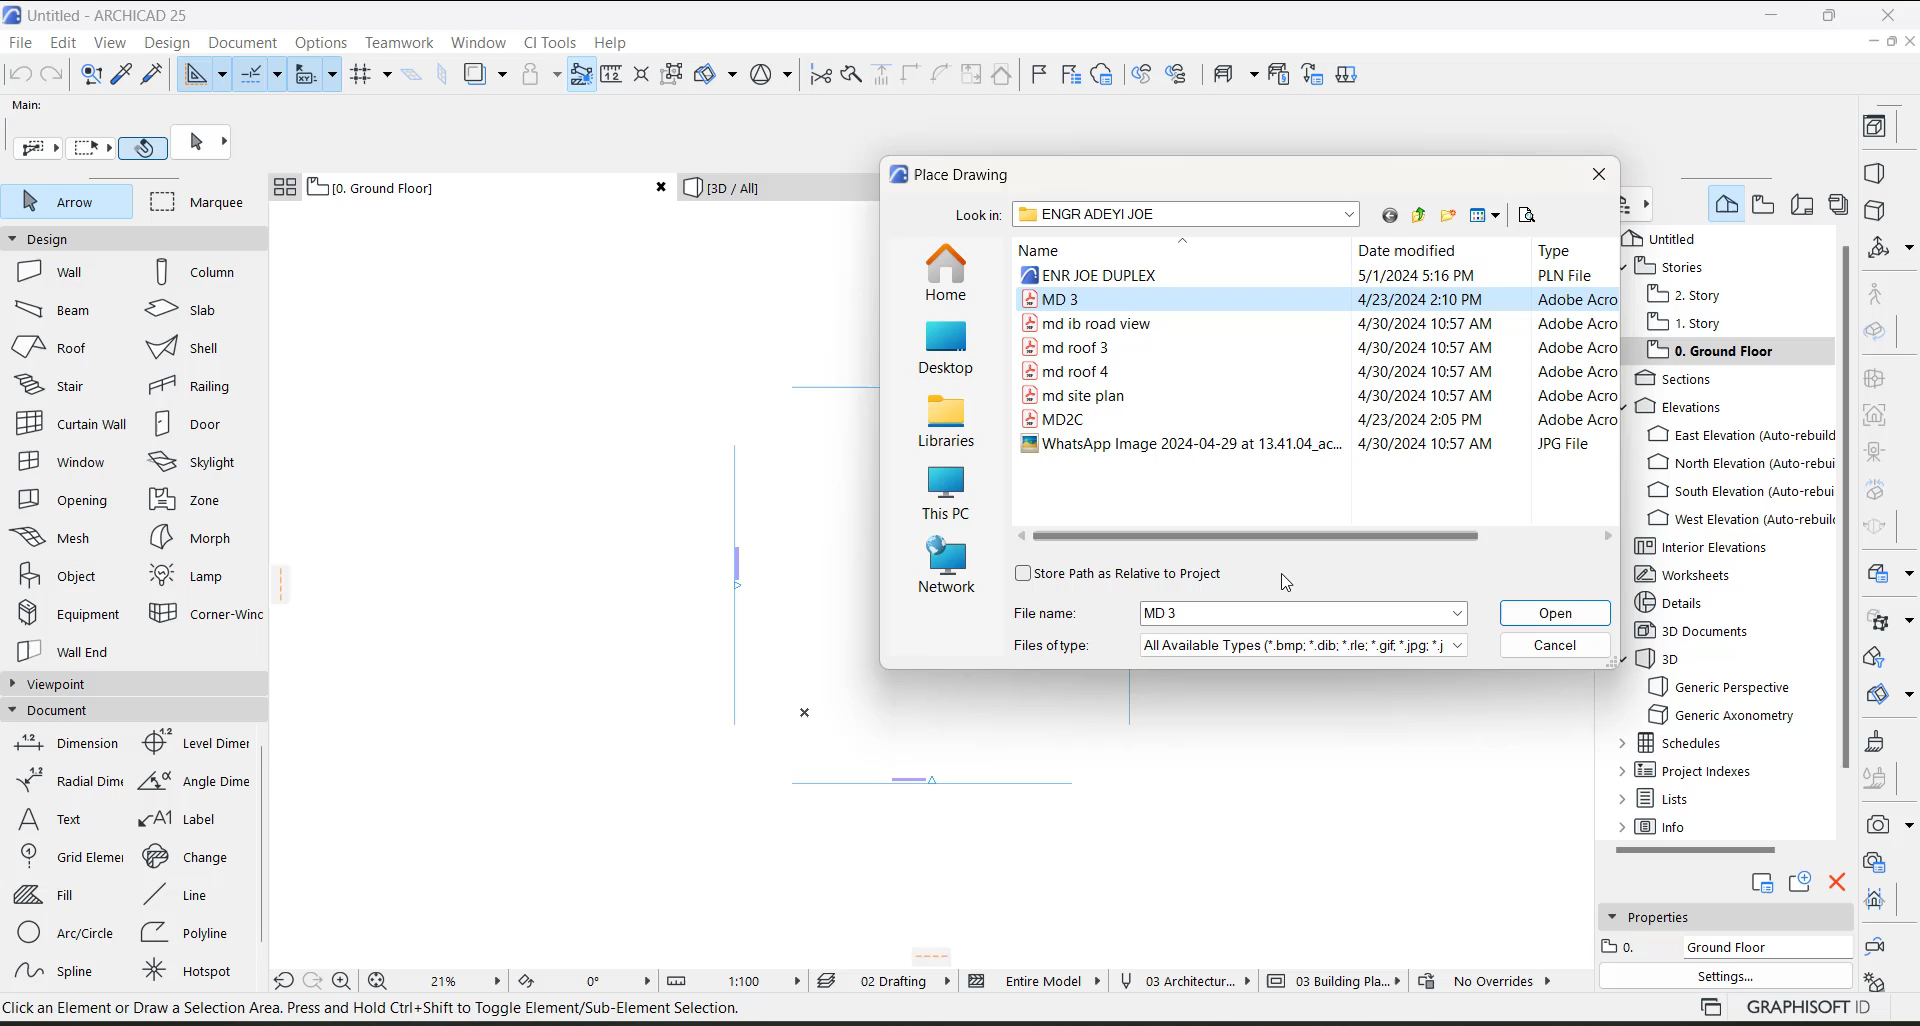 Untitled - ARCHICAD 25
File Edit View Design Document Options Teamwork Window CI Tools Help
Main:
[0. Ground Floor]
[3D / All]
Arrow Marquee
Design
Wall Column
Beam Slab
Roof Shell
Stair Railing
Curtain Wall Door
Window Skylight
Opening Zone
Mesh Morph
Object Lamp
Equipment Corner-Winc
Wall End
Viewpoint
Document
1.2 Dimension 1.2 Level Dimer
1.2 Radial Dime α Angle Dime
A Text A1 Label
1 Grid Elemer Change
Fill Line
Arc/Circle Polyline
Spline Hotspot
Place Drawing
Look in: ENGR ADEYI JOE
Home
Desktop
Libraries
This PC
Network
Name Date modified Type
ENR JOE DUPLEX 5/1/2024 5:16 PM PLN File
MD 3 4/23/2024 2:10 PM Adobe Acro
md ib road view 4/30/2024 10:57 AM Adobe Acro
md roof 3 4/30/2024 10:57 AM Adobe Acro
md roof 4 4/30/2024 10:57 AM Adobe Acro
md site plan 4/30/2024 10:57 AM Adobe Acro
MD2C 4/23/2024 2:05 PM Adobe Acro
WhatsApp Image 2024-04-29 at 13.41.04_ac... 4/30/2024 10:57 AM JPG File
Store Path as Relative to Project
File name: MD 3 Open
Files of type: All Available Types (*.bmp; *.dib; *.rle; *.gif; *.jpg; *.j Cancel
Untitled
Stories
2. Story
1. Story
0. Ground Floor
Sections
Elevations
East Elevation (Auto-rebuild
North Elevation (Auto-rebui
South Elevation (Auto-rebui
West Elevation (Auto-rebuilc
Interior Elevations
Worksheets
Details
3D Documents
3D
Generic Perspective
Generic Axonometry
Schedules
Project Indexes
Lists
Info
Properties
0. Ground Floor
Settings...
21% 0° 1:100 02 Drafting Entire Model 03 Architectur... 03 Building Pla... No Overrides
Click an Element or Draw a Selection Area. Press and Hold Ctrl+Shift to Toggle Element/Sub-Element Selection.
GRAPHISOFT ID